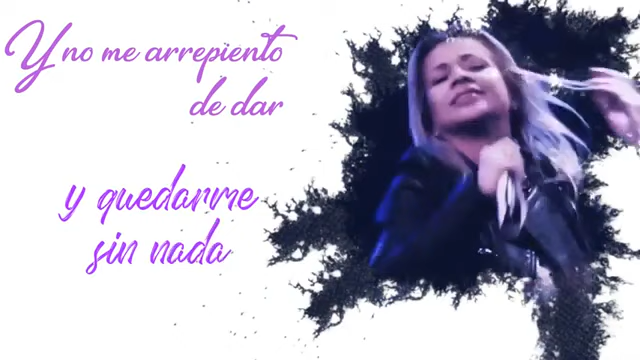 Y no me arrepiento
de dar
y quedarme
sin nada